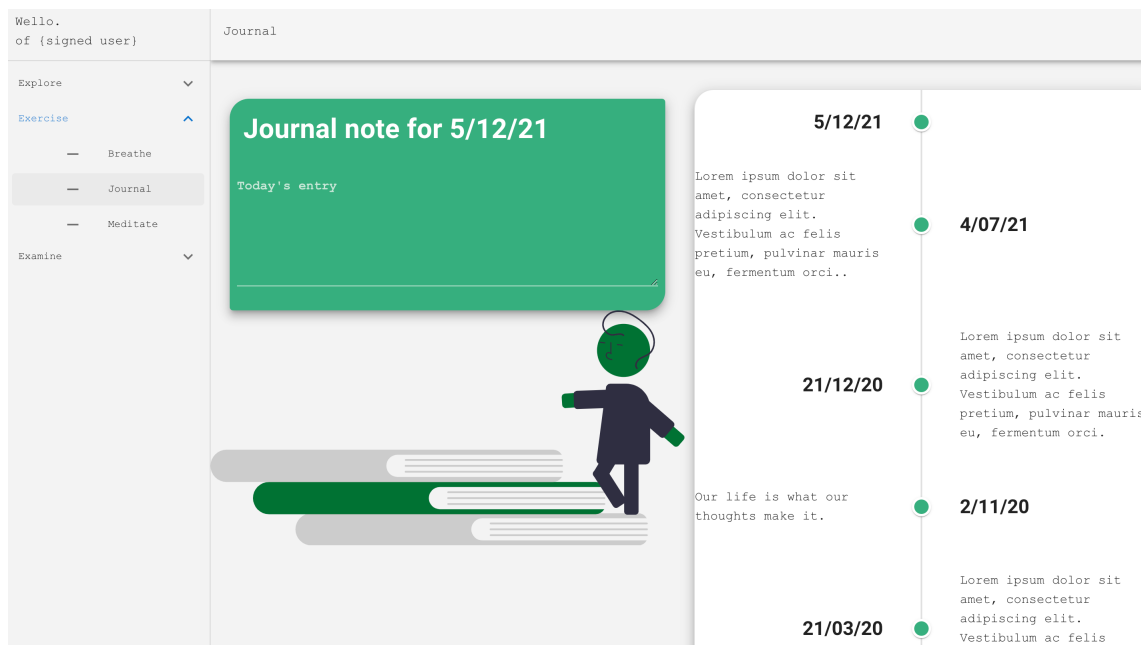 Wello.
of {signed user}
Journal
Explore
Exercise
Breathe
Journal
Meditate
Examine
Journal note for 5/12/21
Today's entry
5/12/21
Lorem ipsum dolor sit
amet, consectetur
adipiscing elit.
Vestibulum ac felis
pretium, pulvinar mauris
eu, fermentum orci..
4/07/21
Lorem ipsum dolor sit
amet, consectetur
adipiscing elit.
Vestibulum ac felis
pretium, pulvinar mauris
eu, fermentum orci.
21/12/20
Our life is what our
thoughts make it.
2/11/20
Lorem ipsum dolor sit
amet, consectetur
adipiscing elit.
Vestibulum ac felis
21/03/20